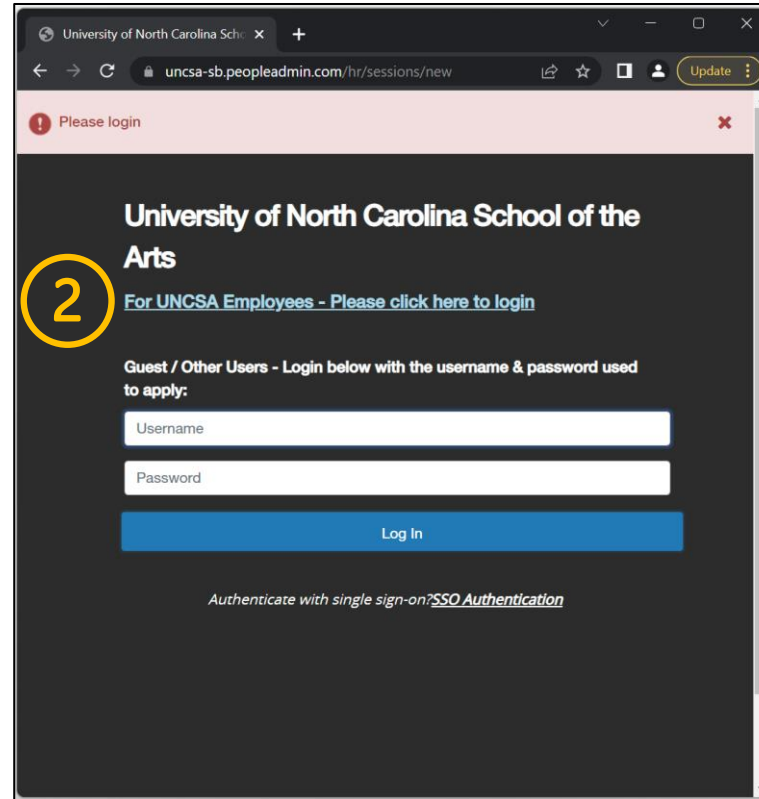 University of North Carolina Scho
uncsa-sb.peopleadmin.com/hr/sessions/new
Update
Please login
University of North Carolina School of the
Arts
2
For UNCSA Employees - Please click here to login
Guest / Other Users - Login below with the username & password used
to apply:
Username
Password
Log In
Authenticate with single sign-on?SSO Authentication